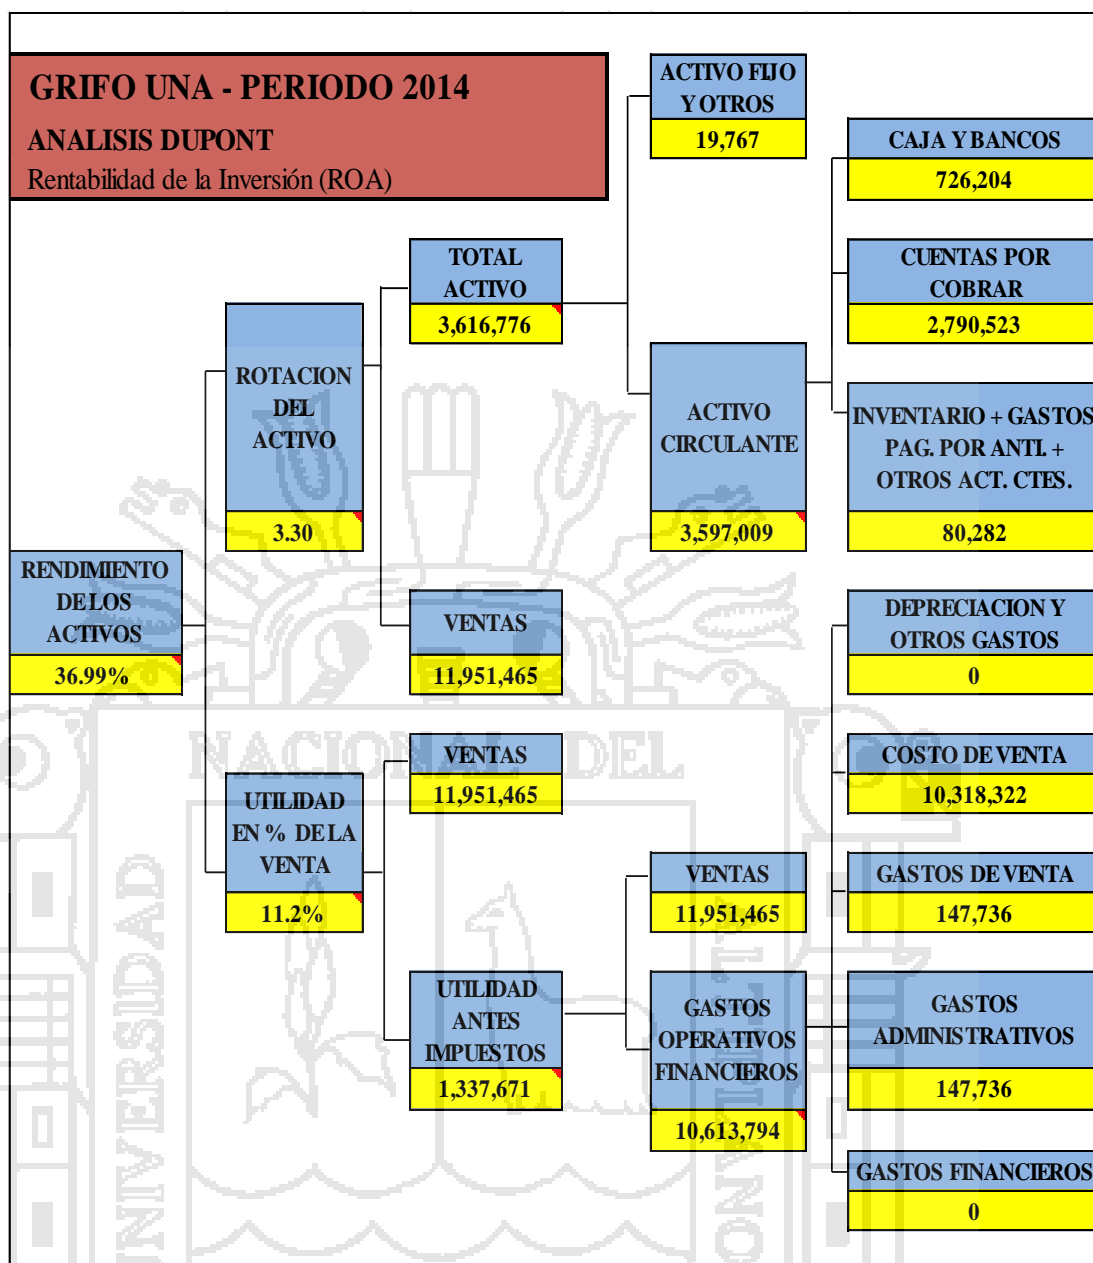 GRIFO UNA - PERIODO 2014
ANALISIS DUPONT
Rentabilidad de la Inversión (ROA)
ACTIVO FIJO
Y OTROS
19,767
CAJA Y BANCOS
726,204
TOTAL
ACTIVO
3,616,776
CUENTAS POR
COBRAR
2,790,523
ROTACION
DEL
ACTIVO
3.30
ACTIVO
CIRCULANTE
3,597,009
INVENTARIO + GASTOS
PAG. POR ANTI. +
OTROS ACT. CTES.
80,282
RENDIMIENTO
DE LOS
ACTIVOS
36.99%
VENTAS
11,951,465
DEPRECIACION Y
OTROS GASTOS
0
VENTAS
11,951,465
COSTO DE VENTA
10,318,322
UTILIDAD
EN % DE LA
VENTA
11.2%
VENTAS
11,951,465
GASTOS DE VENTA
147,736
UTILIDAD
ANTES
IMPUESTOS
1,337,671
GASTOS
OPERATIVOS
FINANCIEROS
10,613,794
GASTOS
ADMINISTRATIVOS
147,736
GASTOS FINANCIEROS
0
UNIVERSIDAD
NACIONAL DEL
ALTIPLANO